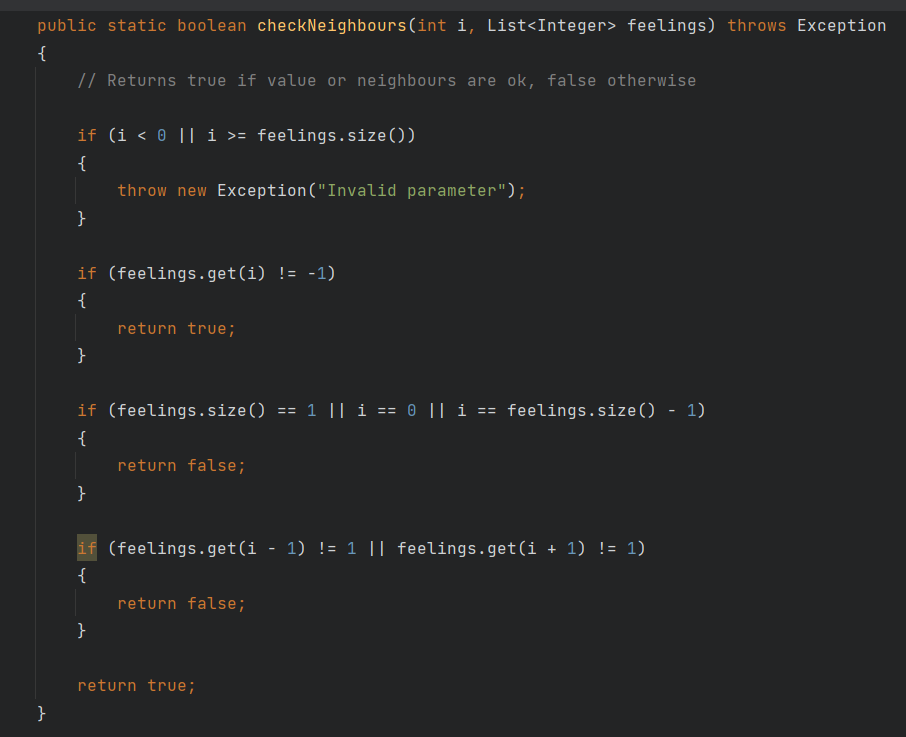 public static boolean checkNeighbours(int i, List<Integer> feelings) throws Exception
{
// Returns true if value or neighbours are ok, false otherwise
if (i < 0 || i >= feelings.size())
{
throw new Exception("Invalid parameter");
}
if (feelings.get(i) != -1)
{
return true;
}
if (feelings.size() == 1 || i == 0 || i == feelings.size() - 1)
{
return false;
}
if (feelings.get(i - 1) != 1 || feelings.get(i + 1) != 1)
{
return false;
}
return true;
}